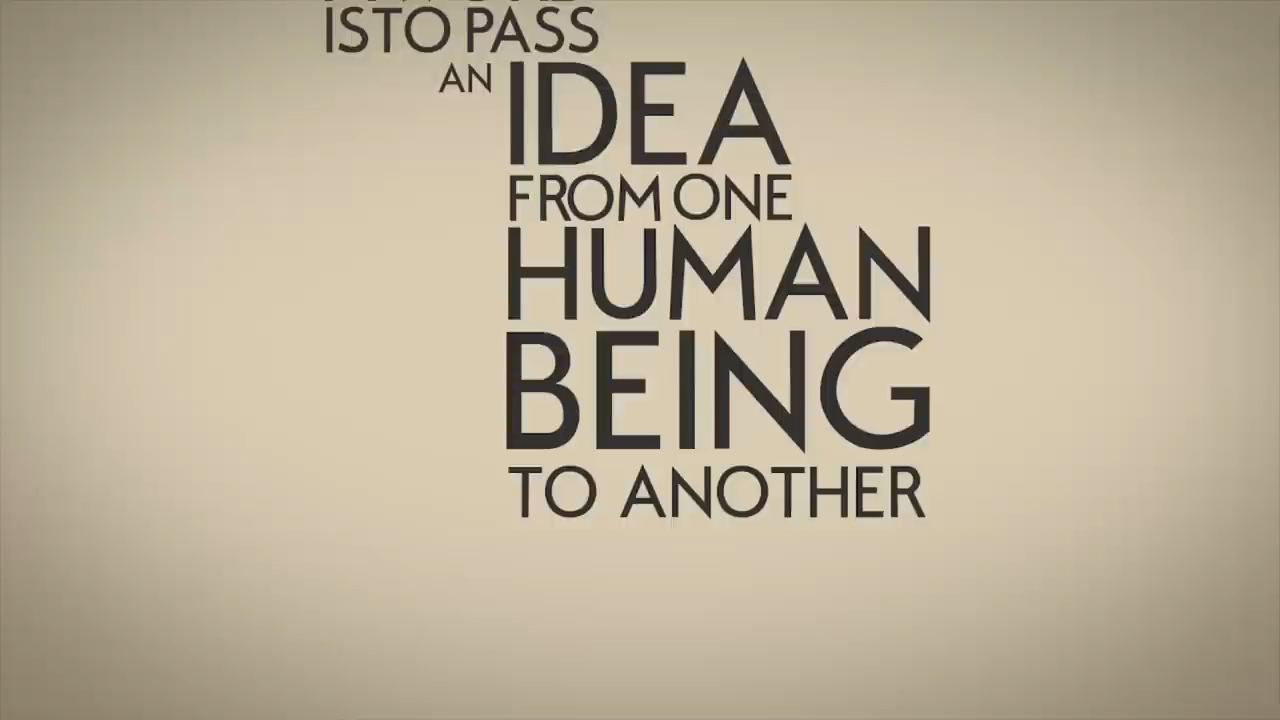 ISTO PASS
AN IDEA
FROM ONE
HUMAN
BEING
TO ANOTHER